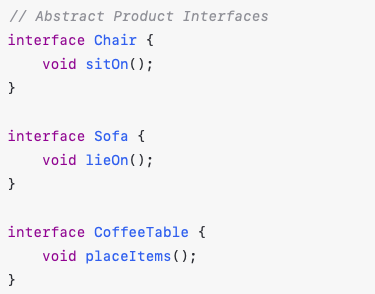 // Abstract Product Interfaces
interface Chair {
    void sitOn();
}

interface Sofa {
    void lieOn();
}

interface CoffeeTable {
    void placeItems();
}